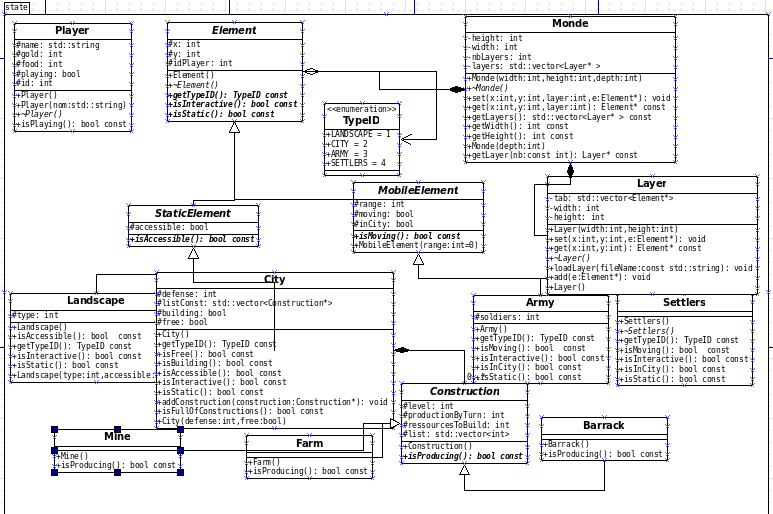 state
Player
#name: std::string
#gold: int
#food: int
#playing: bool
#id: int
+Player()
+Player(nom:std::string)
+~Player()
+isPlaying(): bool const
Element
#x: int
#y: int
#idPlayer: int
+Element()
+~Element()
+getTypeID(): TypeID const
+isInteractive(): bool const
+isStatic(): bool const
<<enumeration>>
TypeID
+LANDSCAPE = 1
+CITY = 2
+ARMY = 3
+SETTLERS = 4
Monde
-height: int
-width: int
-nbLayers: int
-layers: std::vector<Layer* >
+Monde(width:int,height:int,depth:int)
+~Monde()
+set(x:int,y:int,layer:int,e:Element*): void
+get(x:int,y:int,layer:int): Element* const
+getLayers(): std::vector<Layer* > const
+getWidth(): int const
+getHeight(): int const
+Monde(depth:int)
+getLayer(nb:const int): Layer* const
Layer
-tab: std::vector<Element*>
-width: int
-height: int
+Layer(width:int,height:int)
+set(x:int,y:int,e:Element*): void
+get(x:int,y:int): Element* const
+~Layer()
+loadLayer(fileName:const std::string): void
+add(e:Element*): void
+Layer()
StaticElement
#accessible: bool
+isAccessible(): bool const
MobileElement
#range: int
#moving: bool
#inCity: bool
+isMoving(): bool const
+MobileElement(range:int=0)
Landscape
#type: int
+Landscape()
+isAccessible(): bool  const
+getTypeID(): TypeID const
+isInteractive(): bool const
+isStatic(): bool const
+Landscape(type:int,accessible:
City
#defense: int
#listConst: std::vector<Construction*>
#building: bool
#free: bool
+City()
+getTypeID(): TypeID const
+isFree(): bool const
+isBuilding(): bool const
+isAccessible(): bool const
+isInteractive(): bool const
+isStatic(): bool const
+addConstruction(construction:Construction*): void
+isFullOfConstructions(): bool const
+City(defense:int,free:bool)
Army
#soldiers: int
+Army()
+getTypeID(): TypeID const
+isMoving(): bool  const
+isInteractive(): bool const
+isInCity(): bool const
+isStatic(): bool const
Settlers
+Settlers()
+~Settlers()
+getTypeID(): TypeID const
+isMoving(): bool  const
+isInteractive(): bool const
+isInCity(): bool const
+isStatic(): bool const
Construction
#level: int
#productionByTurn: int
#ressourcesToBuild: int
#list: std::vector<int>
+Construction()
+isProducing(): bool const
Barrack
+Barrack()
+isProducing(): bool const
Mine
+Mine()
+isProducing(): bool const
Farm
+Farm()
+isProducing(): bool const